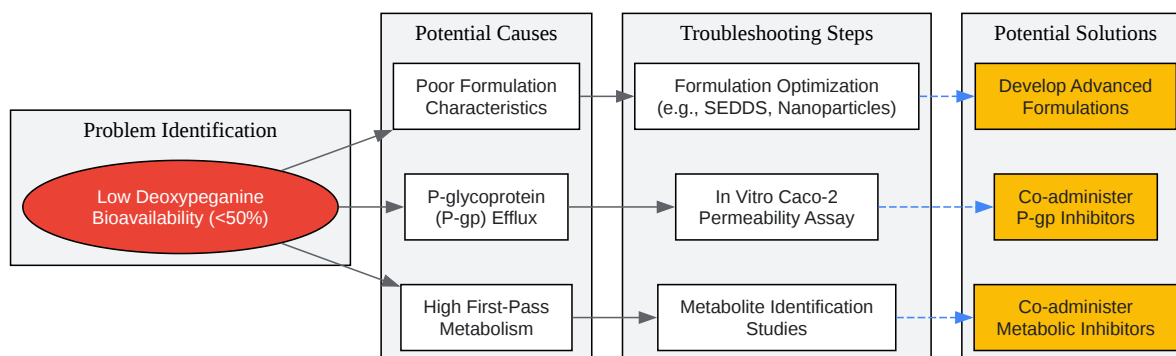 Problem Identification
Low Deoxypeganine
Bioavailability (<50%)
Potential Causes
Poor Formulation
Characteristics
P-glycoprotein
(P-gp) Efflux
High First-Pass
Metabolism
Troubleshooting Steps
Formulation Optimization
(e.g., SEDDS, Nanoparticles)
In Vitro Caco-2
Permeability Assay
Metabolite Identification
Studies
Potential Solutions
Develop Advanced
Formulations
Co-administer
P-gp Inhibitors
Co-administer
Metabolic Inhibitors